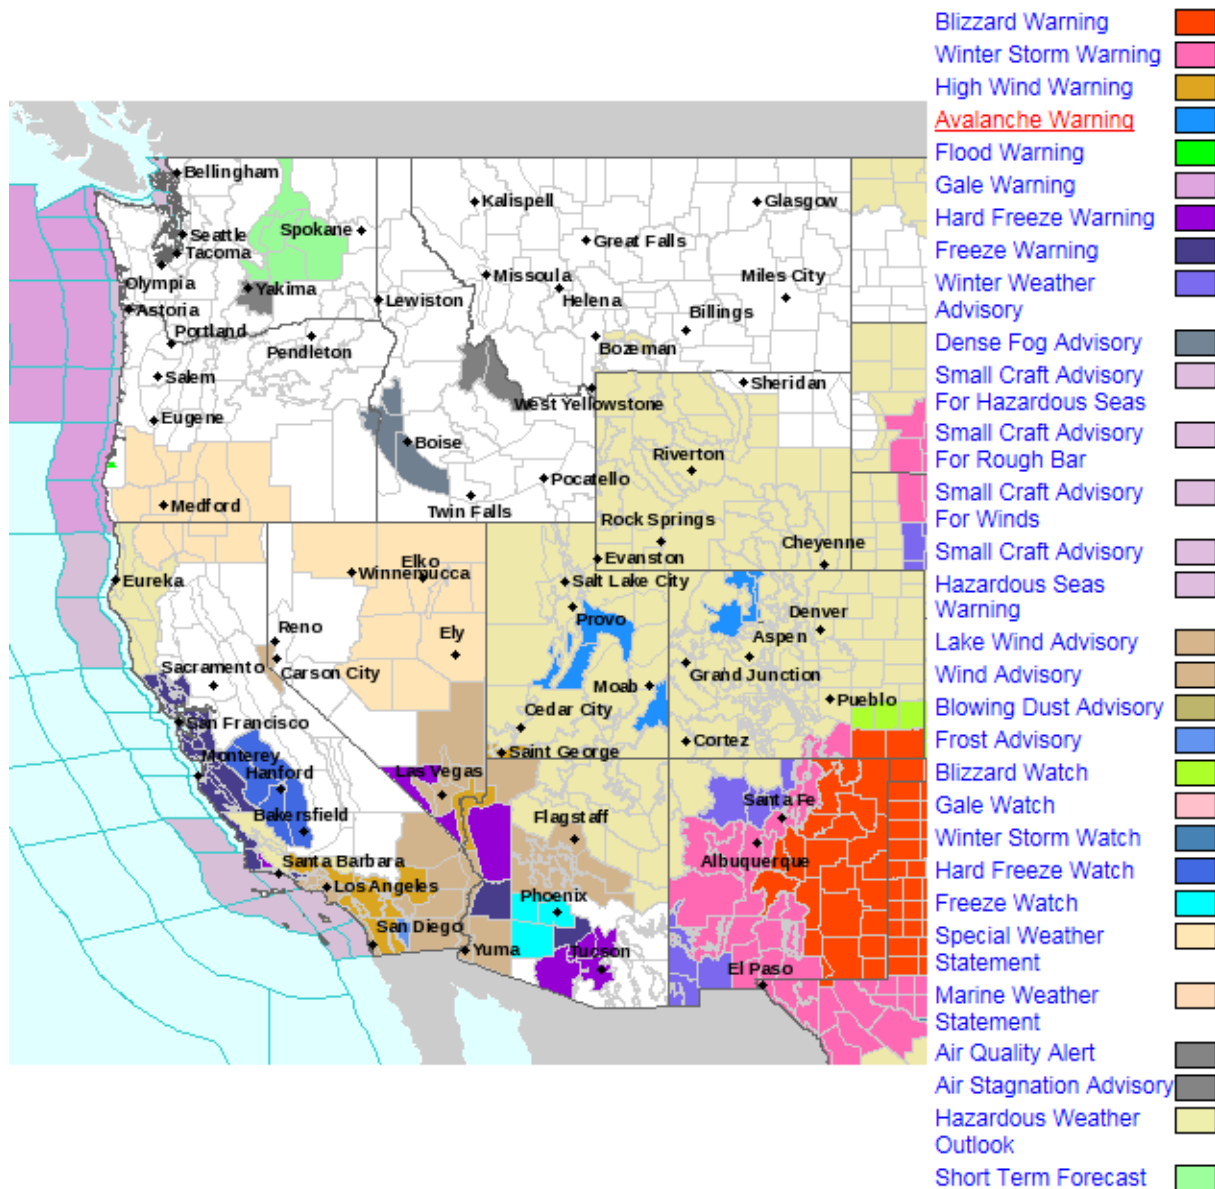 Blizzard Warning
Winter Storm Warning
High Wind Warning
Avalanche Warning
Flood Warning
Gale Warning
Hard Freeze Warning
Freeze Warning
Winter Weather
Advisory
Dense Fog Advisory
Small Craft Advisory
For Hazardous Seas
Small Craft Advisory
For Rough Bar
Small Craft Advisory
For Winds
Small Craft Advisory
Hazardous Seas
Warning
Lake Wind Advisory
Wind Advisory
Blowing Dust Advisory
Frost Advisory
Blizzard Watch
Gale Watch
Winter Storm Watch
Hard Freeze Watch
Freeze Watch
Special Weather
Statement
Marine Weather
Statement
Air Quality Alert
Air Stagnation Advisory
Hazardous Weather
Outlook
Short Term Forecast
Bellingham
Kalispell
Glasgow
Seattle
Spokane
Great Falls
Tacoma
Missoula
Miles City
Olympia
Yakima
Lewiston
Helena
Astoria
Billings
Portland
Pendleton
Bozeman
Salem
Sheridan
West Yellowstone
Eugene
Boise
Riverton
Pocatello
Medford
Twin Falls
Rock Springs
Cheyenne
Evanston
Elko
Winnemucca
Eureka
Salt Lake City
Provo
Denver
Reno
Ely
Aspen
Sacramento
Carson City
Grand Junction
Moab
Pueblo
Cedar City
San Francisco
Cortez
Saint George
Monterey
Hanford
Las Vegas
Santa Fe
Bakersfield
Flagstaff
Albuquerque
Santa Barbara
Los Angeles
Phoenix
San Diego
Yuma
Tucson
El Paso